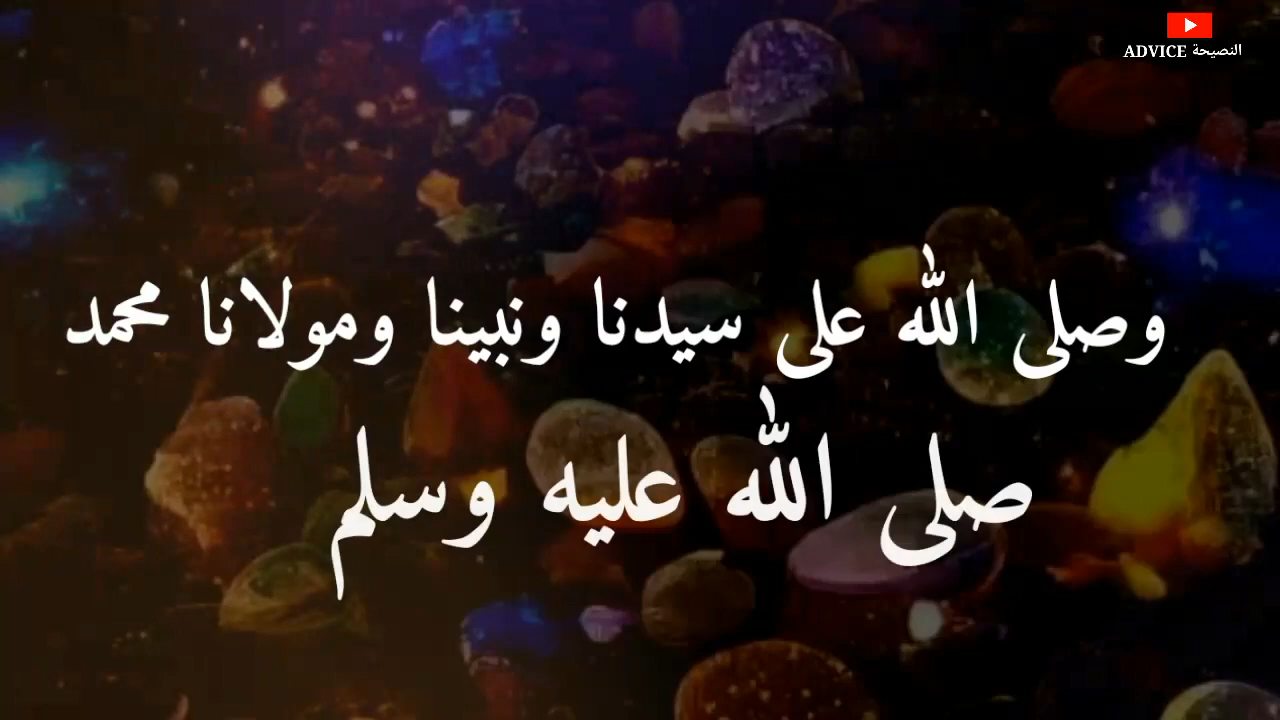 ADVICE النصيحة
وصلى الله على سيدنا ونبينا ومولانا محمد
صلى الله عليه وسلم